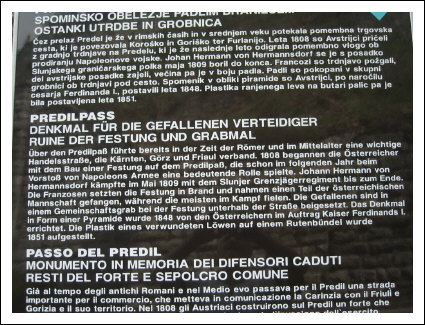 SPOMINSKO OBELEŽJE PADLIM BRANILCEM
OSTANKI UTRDBE IN GROBNICA
Čez prelaz Predel je že v rimskih časih in v srednjem veku potekala pomembna trgovska
cesta, ki je povezovala Koroško in Goriško ter Furlanijo. Leta 1808 so Avstrijci pričeli
z gradnjo trdnjave na Predelu, ki je že naslednje leto odigrala pomembno vlogo ob
prodiranju Napoleonove vojske. Johan Hermann von Hermannsdorf se je s posadko
Slunjskega graničarskega polka maja 1809 boril do konca. Francozi so trdnjavo požgali,
del avstrijske posadke zajeli, večina pa je v boju padla. Padli so pokopani v skupni
grobnici ob trdnjavi pod cesto. Spomenik v obliki piramide so Avstrijci, po naročilu
cesarja Ferdinanda I., postavili leta 1848. Plastika ranjenega leva na butari palic pa je
bila postavljena leta 1851.
PREDILPASS
DENKMAL FÜR DIE GEFALLENEN VERTEIDIGER
RUINE DER FESTUNG UND GRABMAL
Über den Predilpaß führte bereits in der Zeit der Römer und im Mittelalter eine wichtige
Handelsstraße, die Kärnten, Görz und Friaul verband. 1808 begannen die Österreicher
mit dem Bau einer Festung auf dem Predilpaß, die schon im folgenden Jahr beim
Vorstoß von Napoleons Armee eine bedeutende Rolle spielte. Johann Hermann von
Hermannsdorf kämpfte im Mai 1809 mit dem Slunjer Grenzjägerregiment bis zum Ende.
Die Franzosen setzten die Festung in Brand und nahmen einen Teil der österreichischen
Mannschaft gefangen, während die meisten im Kampf fielen. Die Gefallenen sind in
einem Gemeinschaftsgrab bei der Festung unterhalb der Straße beigesetzt. Das Denkmal
in Form einer Pyramide wurde 1848 von den Österreichern im Auftrag Kaiser Ferdinands I.
errichtet. Die Plastik eines verwundeten Löwen auf einem Rutenbündel wurde
1851 aufgestellt.
PASSO DEL PREDIL
MONUMENTO IN MEMORIA DEI DIFENSORI CADUTI
RESTI DEL FORTE E SEPOLCRO COMUNE
Già al tempo degli antichi Romani e nel Medio evo passava per il Predil una strada
importante per il commercio, che metteva in comunicazione la Carinzia con il Friuli e
Gorizia e il suo territorio. Nel 1808 gli Austriaci costruirono sul Predil un forte che